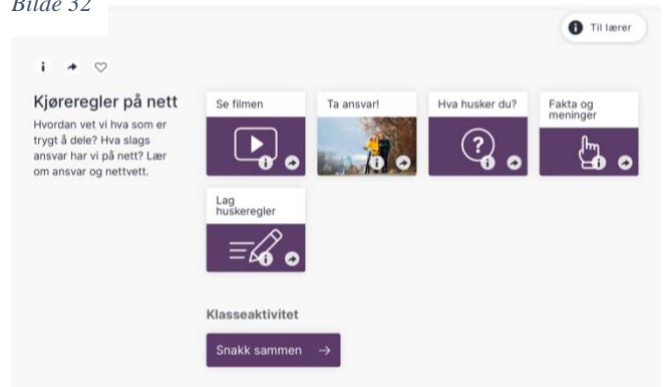 Bilde 32
Til lærer
Kjøreregler på nett
Hvordan vet vi hva som er
trygt å dele? Hva slags
ansvar har vi på nett? Lær
om ansvar og nettvett.
Se filmen
Ta ansvar!
Hva husker du?
Fakta og
meninger
Lag
huskeregler
Klasseaktivitet
Snakk sammen →